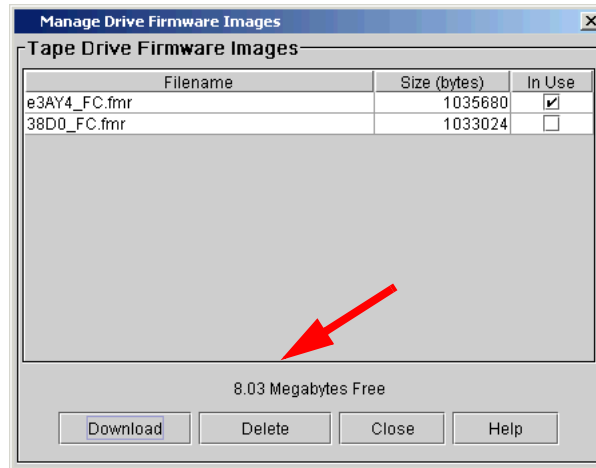 Manage Drive Firmware Images
Tape Drive Firmware Images
Filename Size (bytes) In Use
e3AY4_FC.fmr 1035680
38D0_FC.fmr 1033024
8.03 Megabytes Free
Download Delete Close Help